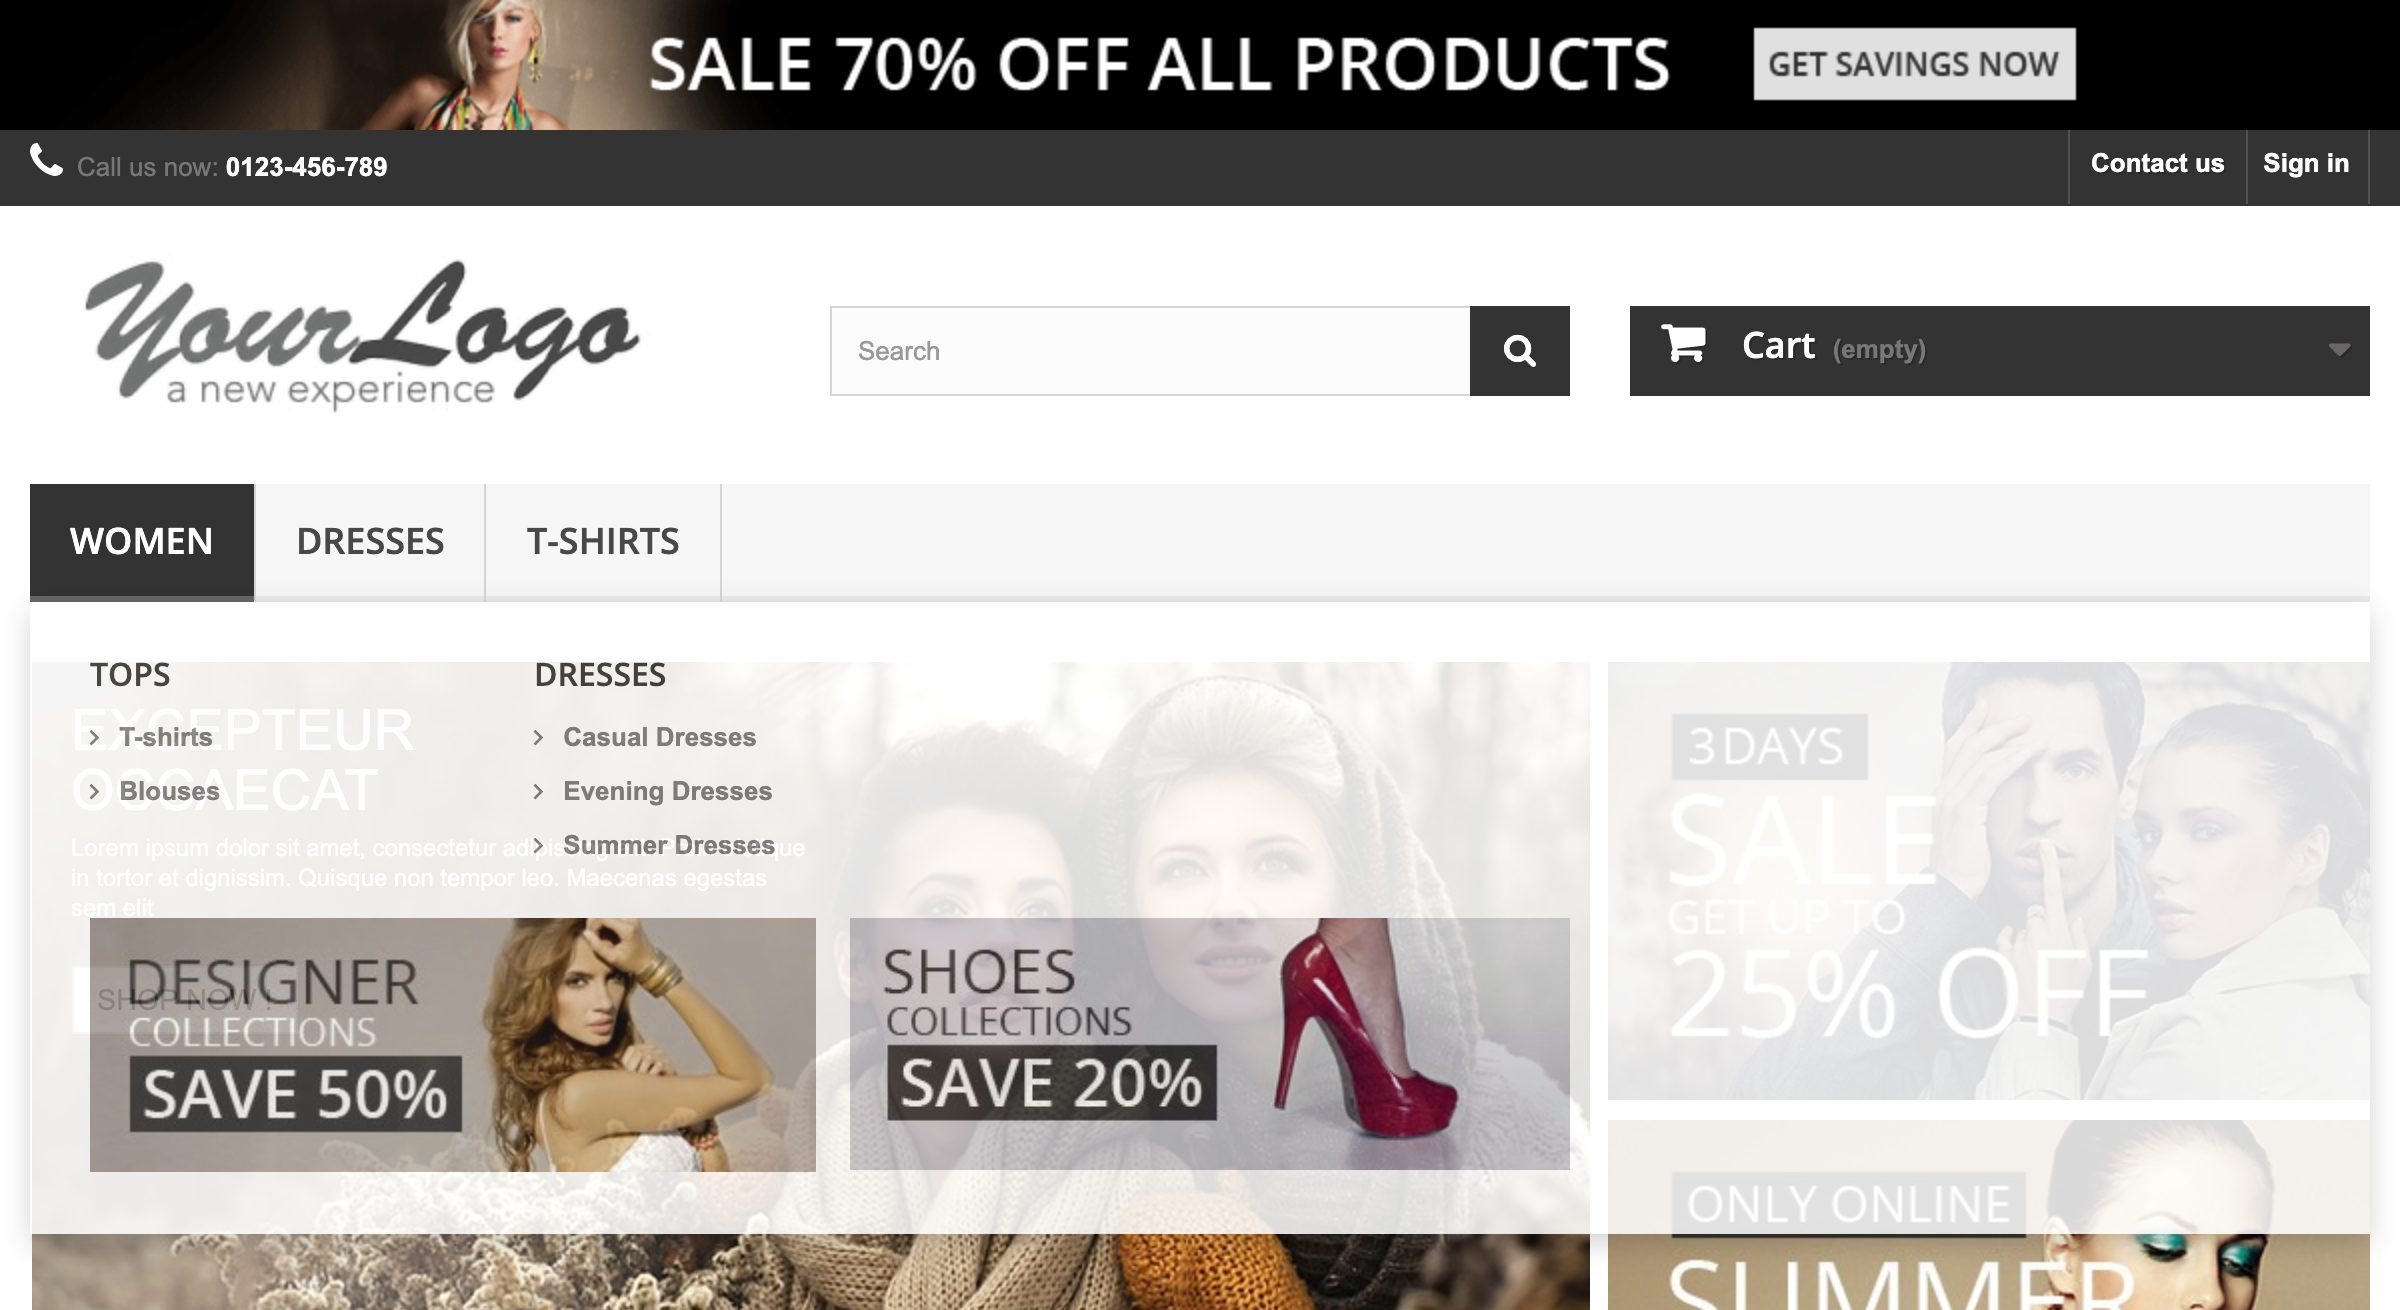 SALE 70% OFF ALL PRODUCTS
GET SAVINGS NOW
Call us now: 0123-456-789
Contact us
Sign in
YourLogo
a new experience
Search
Cart (empty)
WOMEN
DRESSES
T-SHIRTS
TOPS
T-shirts
Blouses
DRESSES
Casual Dresses
Evening Dresses
Summer Dresses
EXCEPTEUR
OCCAECAT
Lorem ipsum dolor sit amet, consectetur
in tortor et dignissim. Quisque non tempor leo. Maecenas egestas
sem elit
SHOP NOW !
DESIGNER
COLLECTIONS
SAVE 50%
SHOES
COLLECTIONS
SAVE 20%
3 DAYS
SALE
GET UP TO
25% OFF
ONLY ONLINE
SUMMER